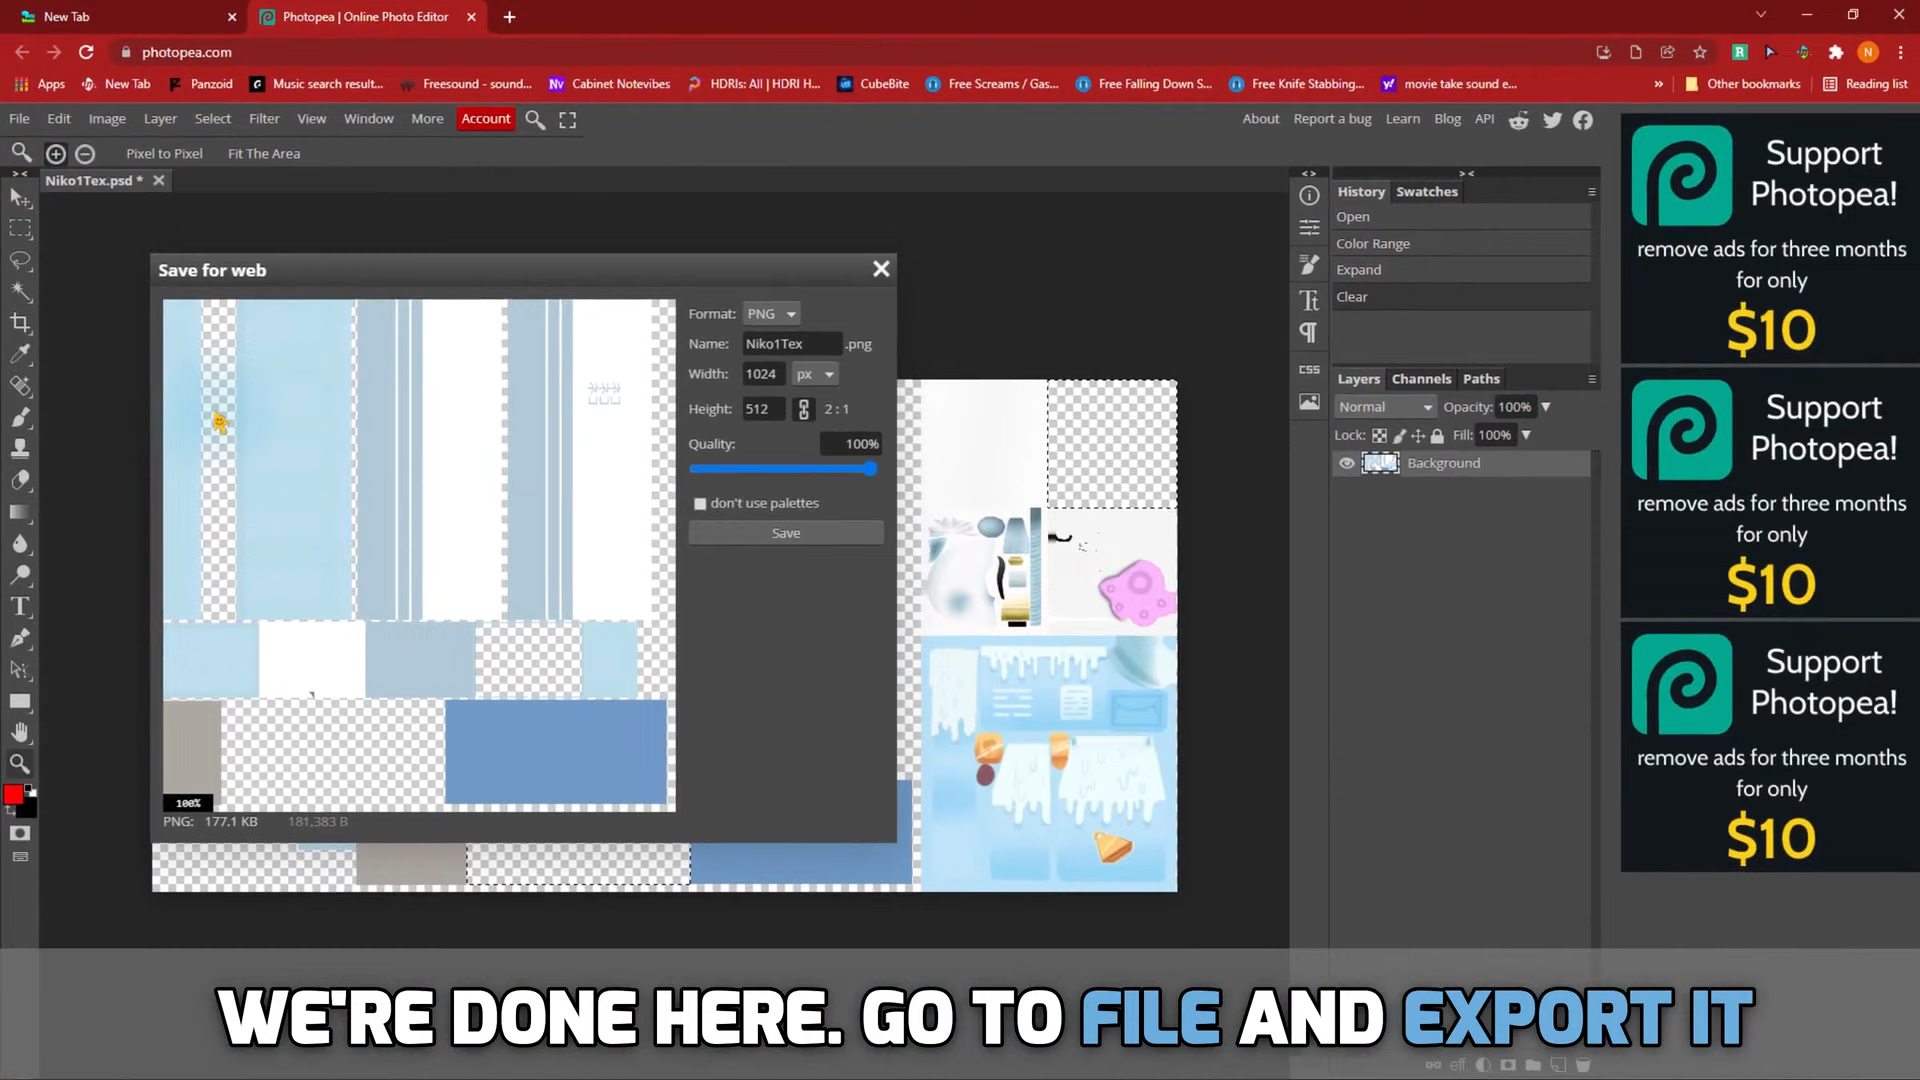 New Tab
Photopea | Online Photo Editor
photopea.com
N
Apps
New Tab
Panzoid
Music search result...
Freesound - sound...
Nv Cabinet Notevibes
HDRIs: All | HDRI H...
CubeBite
Free Screams / Gas...
Free Falling Down S...
Free Knife Stabbing...
movie take sound e...
»
Other bookmarks
Reading list
File
Edit
Image
Layer
Select
Filter
View
Window
More
Account
About
Report a bug
Learn
Blog
API
Pixel to Pixel
Fit The Area
Niko1Tex.psd *
Save for web
Format: PNG
Name: Niko1Tex .png
Width: 1024 px
Height: 512 2 : 1
Quality: 100%
don't use palettes
Save
100%
PNG: 177.1 KB 181,383 B
CSS
History
Swatches
Open
Color Range
Expand
Clear
Layers
Channels
Paths
Normal
Opacity: 100%
Lock:
Fill: 100%
Background
eff
Support
Photopea!
remove ads for three months
for only
$10
Support
Photopea!
remove ads for three months
for only
$10
Support
Photopea!
remove ads for three months
for only
$10
WE'RE DONE HERE. GO TO FILE AND EXPORT IT